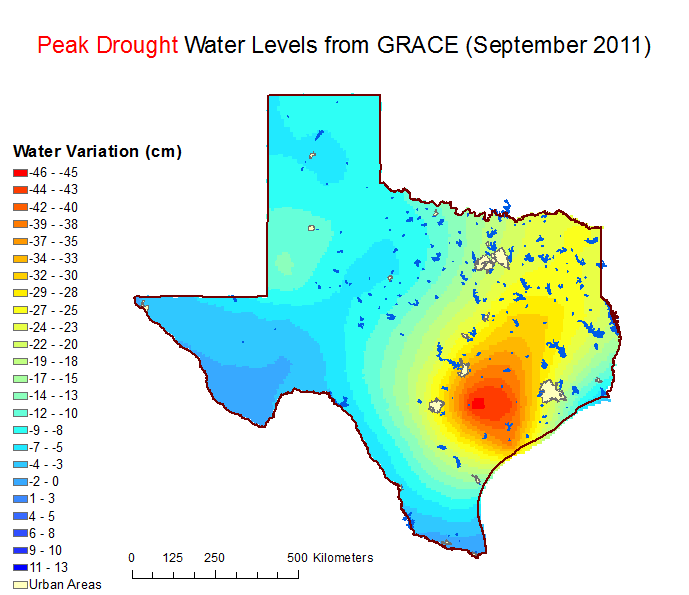 Peak Drought Water Levels from GRACE (September 2011)
Water Variation (cm)
-46 - -45
-44 - -43
-42 - -40
-39 - -38
-37 - -35
-34 - -33
-32 - -30
-29 - -28
-27 - -25
-24 - -23
-22 - -20
-19 - -18
-17 - -15
-14 - -13
-12 - -10
-9 - -8
-7 - -5
-4 - -3
-2 - 0
1 - 3
4 - 5
6 - 8
9 - 10
11 - 13
Urban Areas
0 125 250 500 Kilometers